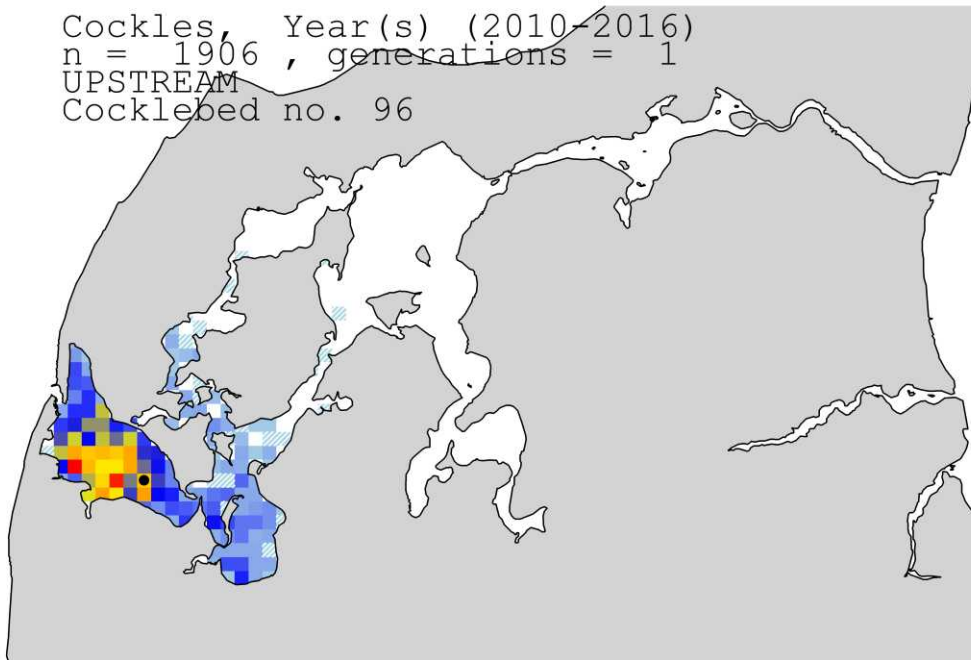 Cockles, Year(s) (2010-2016)
n = 1906 , generations = 1
UPSTREAM
Cocklebed no. 96